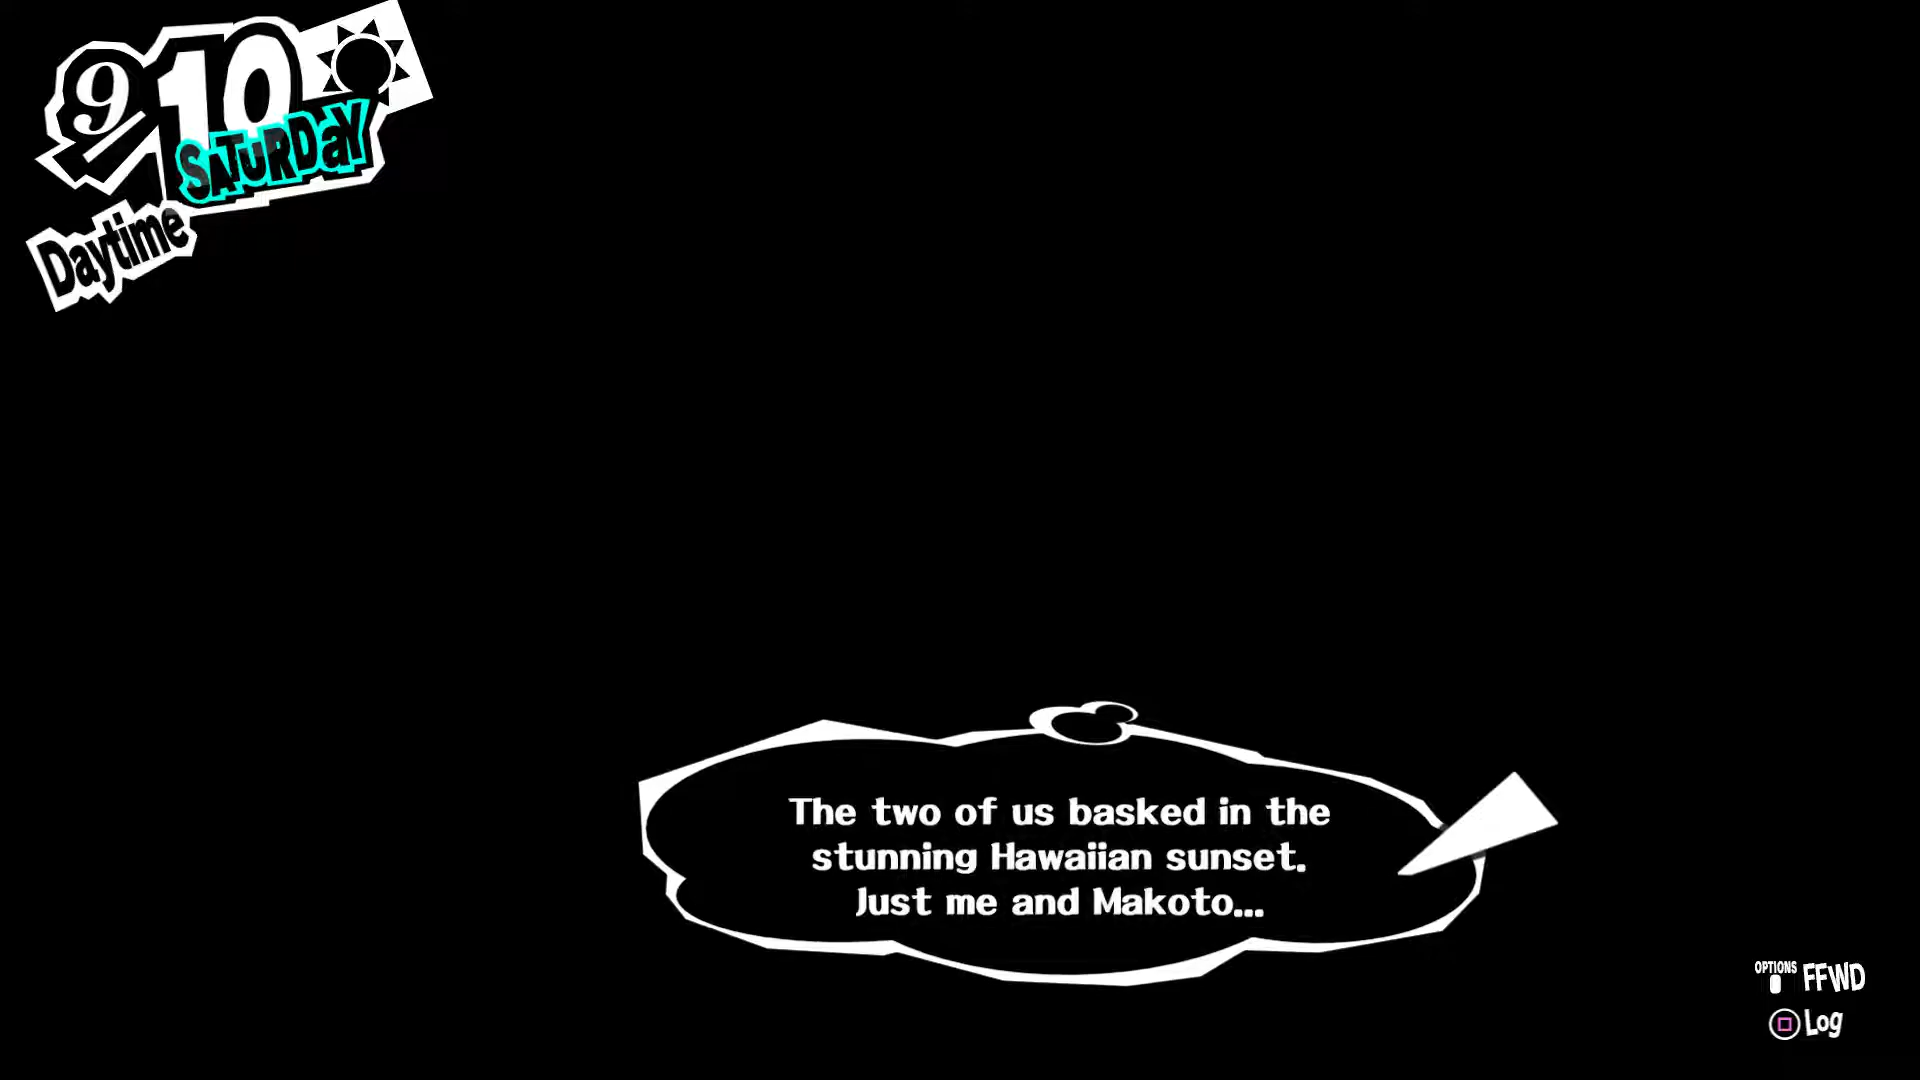 9/10
SATURDaY
Daytime
The two of us basked in the
stunning Hawaiian sunset.
Just me and Makoto...
OPTIONS FFWD
Log